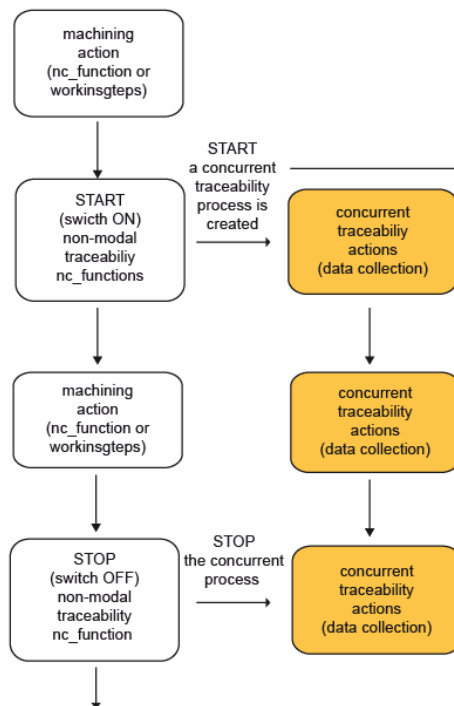 machining
action
(nc_function or
workinsgteps)
START
a concurrent
traceability
process is
created
START
(swicth ON)
non-modal
traceabiliy
nc_functions
concurrent
traceabiliy
actions
(data collection)
machining
action
(nc_function or
workinsgteps)
concurrent
traceability
actions
(data collection)
STOP
the concurrent
process
STOP
(switch OFF)
non-modal
traceability
nc_function
concurrent
traceability
actions
(data collection)